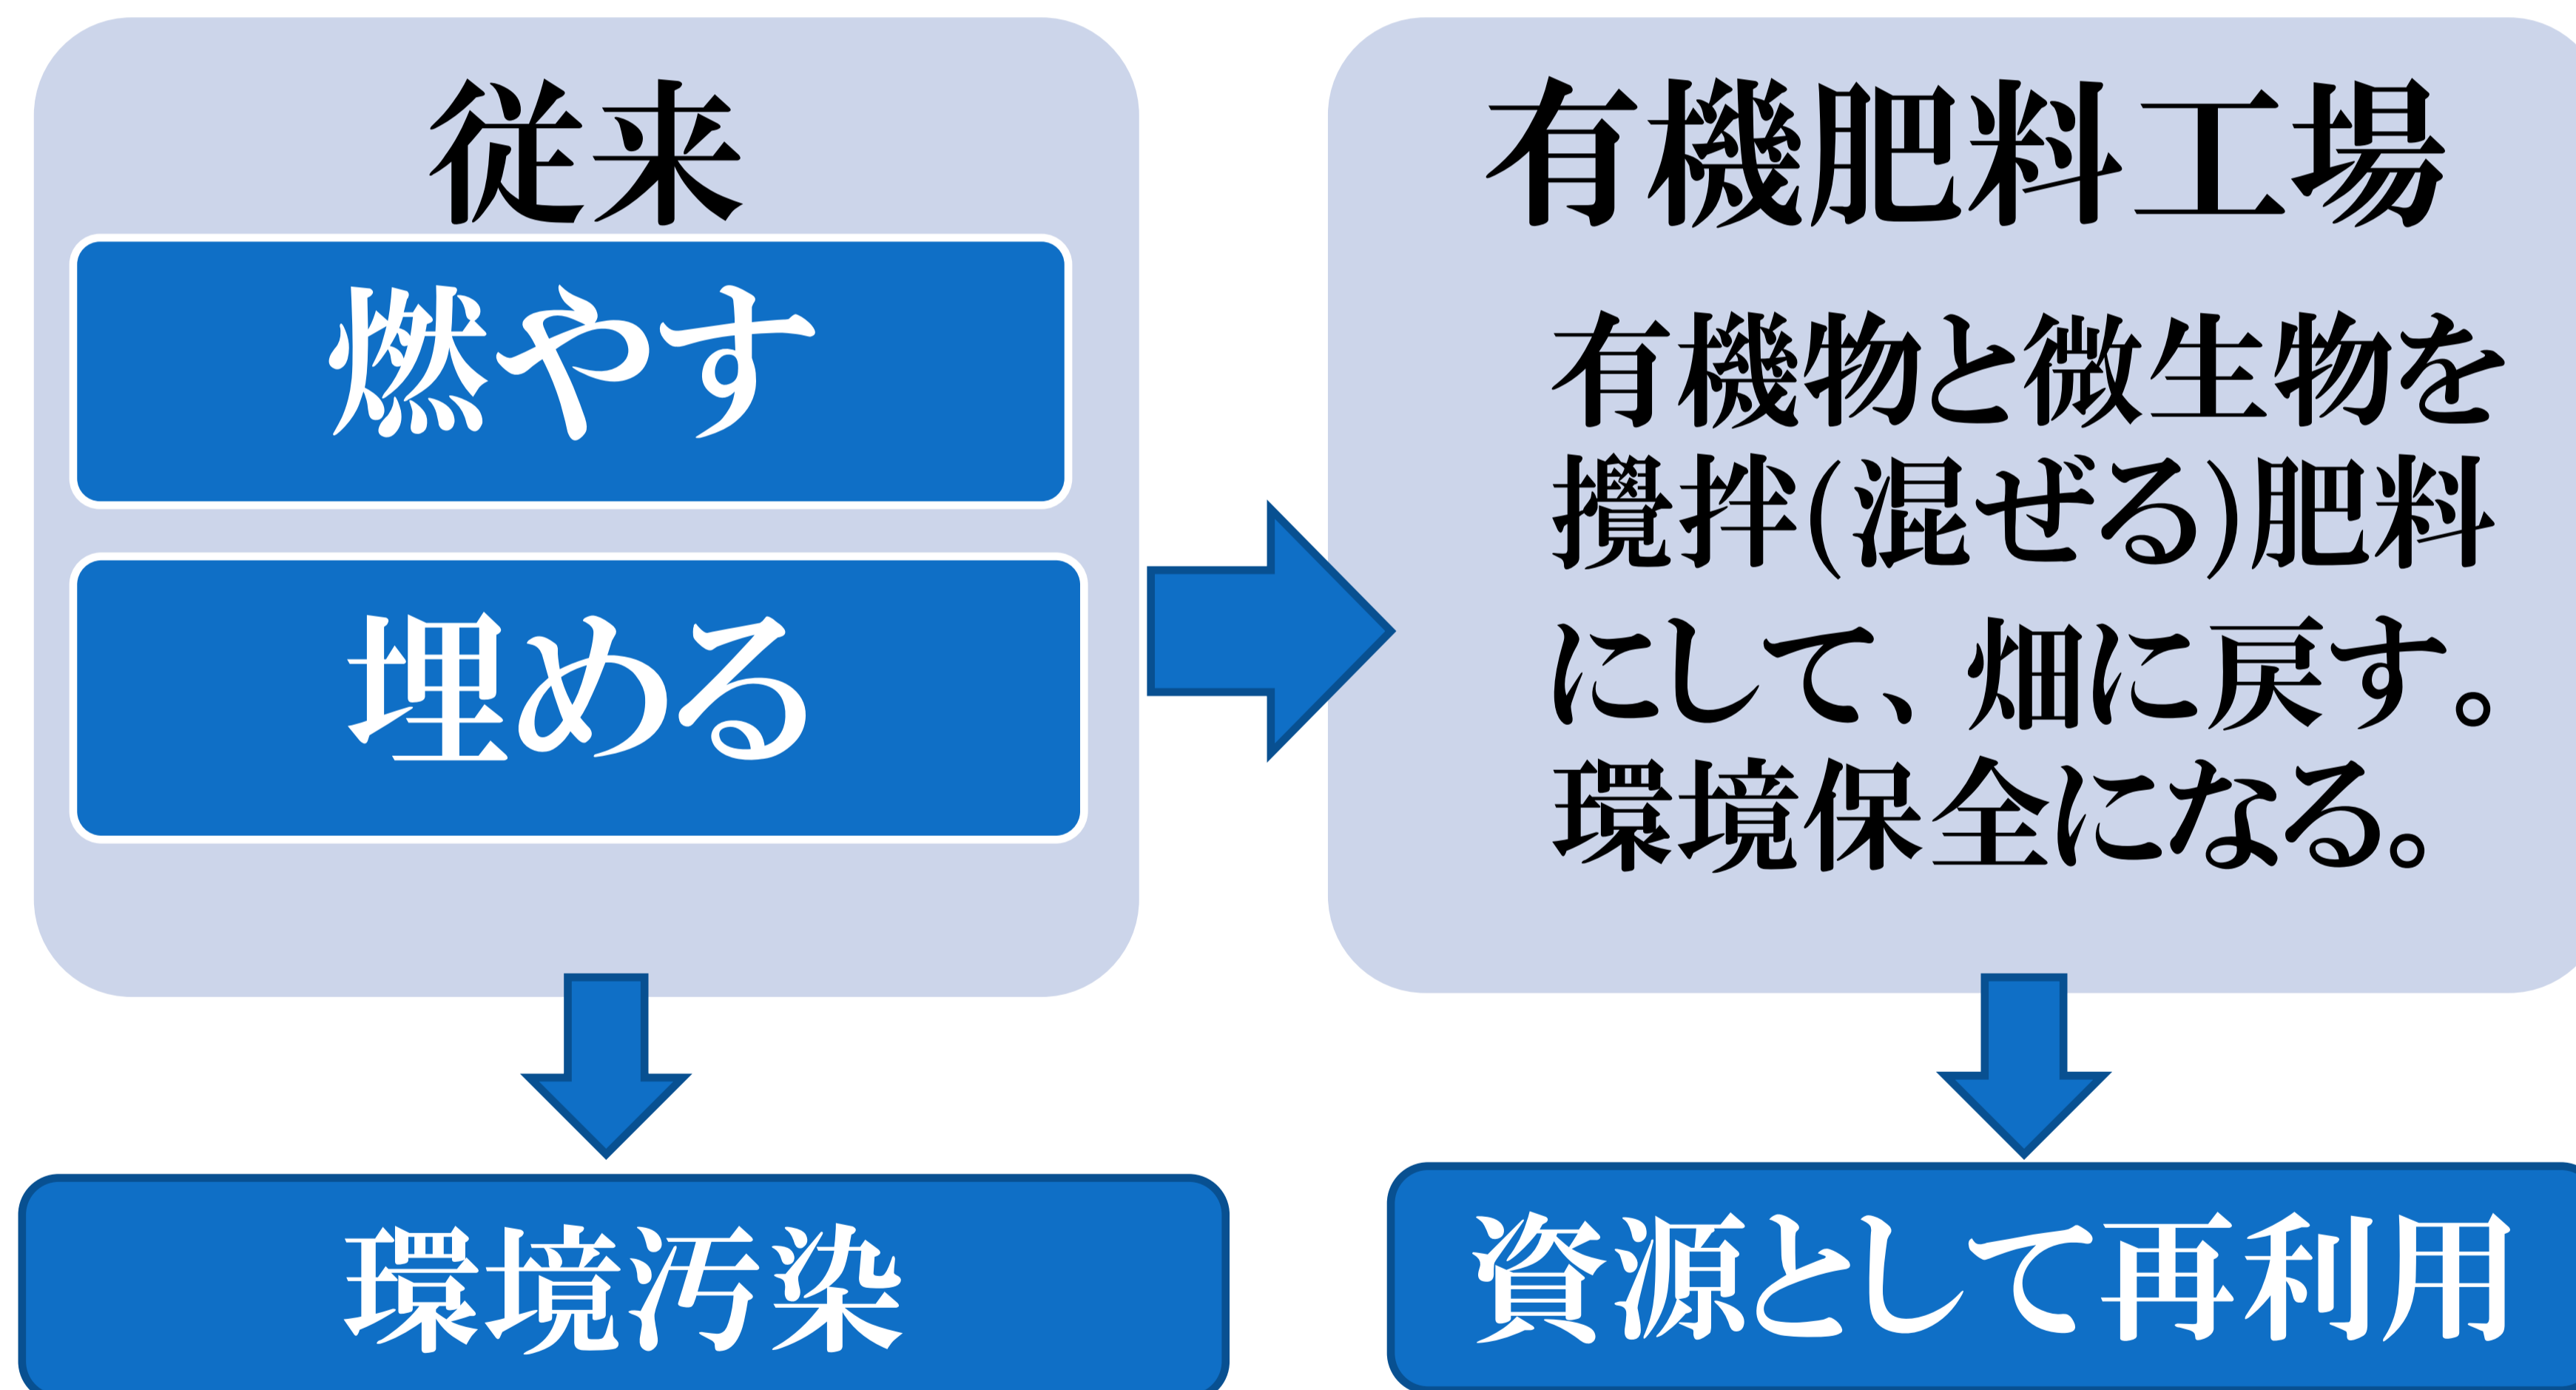 従来
燃やす
埋める
環境汚染
有機肥料工場
有機物と微生物を
攪拌(混ぜる)肥料
にして、畑に戻す。
環境保全になる。
資源として再利用